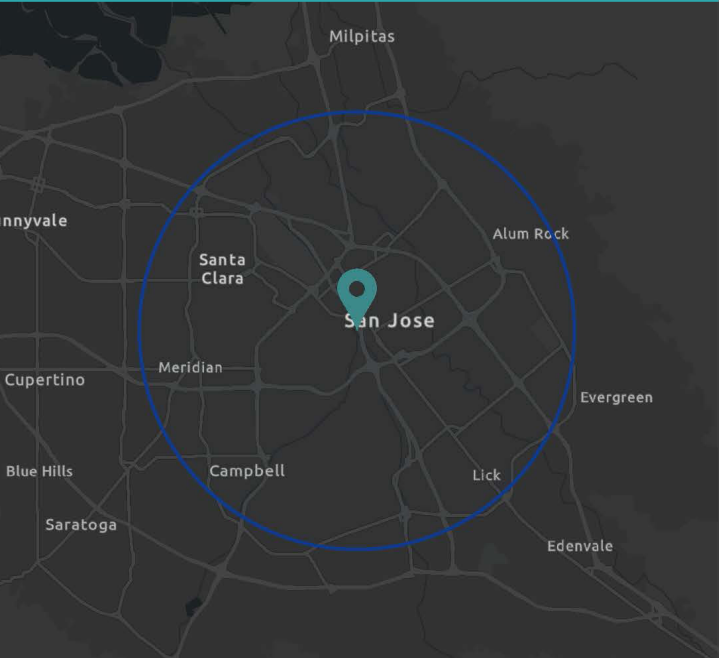 Milpitas
nnyvale
Alum Rock
Santa
Clara
San Jose
Meridian
Cupertino
Evergreen
Blue Hills
Campbell
Lick
Saratoga
Edenvale